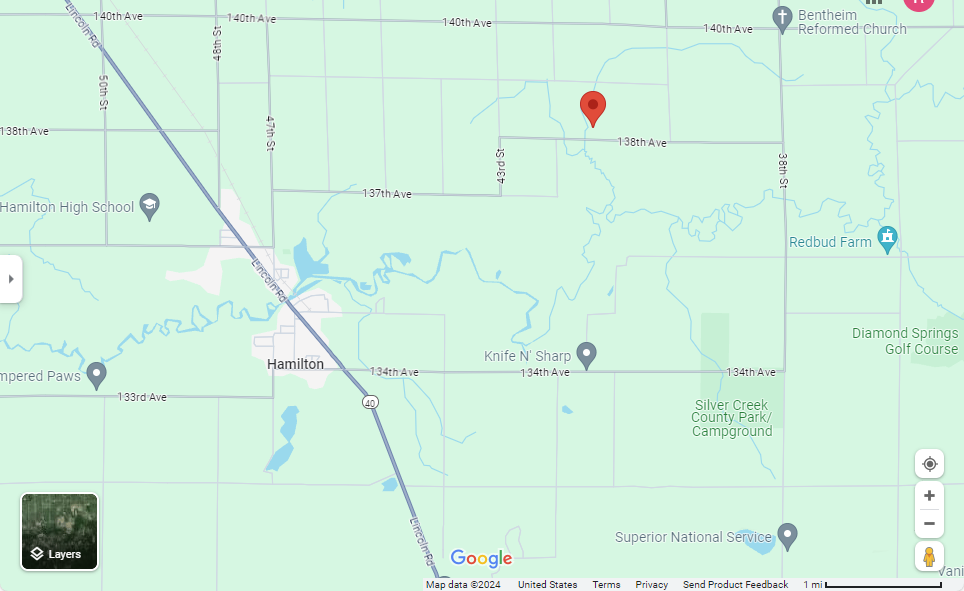 140th Ave
140th Ave
140th Ave
140th Ave
Bentheim
Reformed Church
Lincoln Rd
48th St
50th St
47th St
138th Ave
138th Ave
43rd St
38th St
137th Ave
Hamilton High School
Redbud Farm
Lincoln Rd
Diamond Springs
Golf Course
Knife N' Sharp
Hamilton
134th Ave
134th Ave
134th Ave
mpered Paws
133rd Ave
40
Silver Creek
County Park/
Campground
Lincoln Rd
Superior National Service
Layers
Google
Vani
Map data ©2024 United States Terms Privacy Send Product Feedback 1 mi